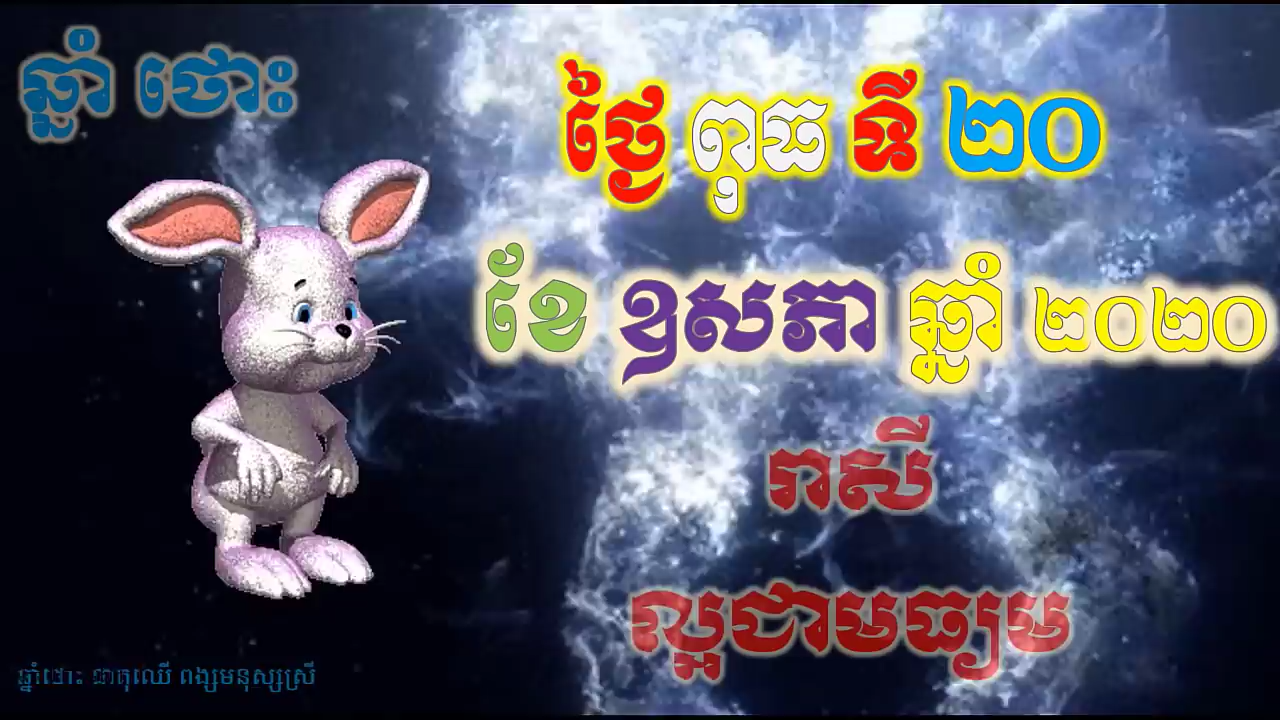 ឆ្នាំ ថោះ
ថ្ងៃ ពុធ ទី ២០
ខែ ឧសភា ឆ្នាំ ២០២០
រាសី
ល្អជាមធ្យម
ឆ្នាំថោះ ជាតុឈើ ពង្សមនុស្សស្រី